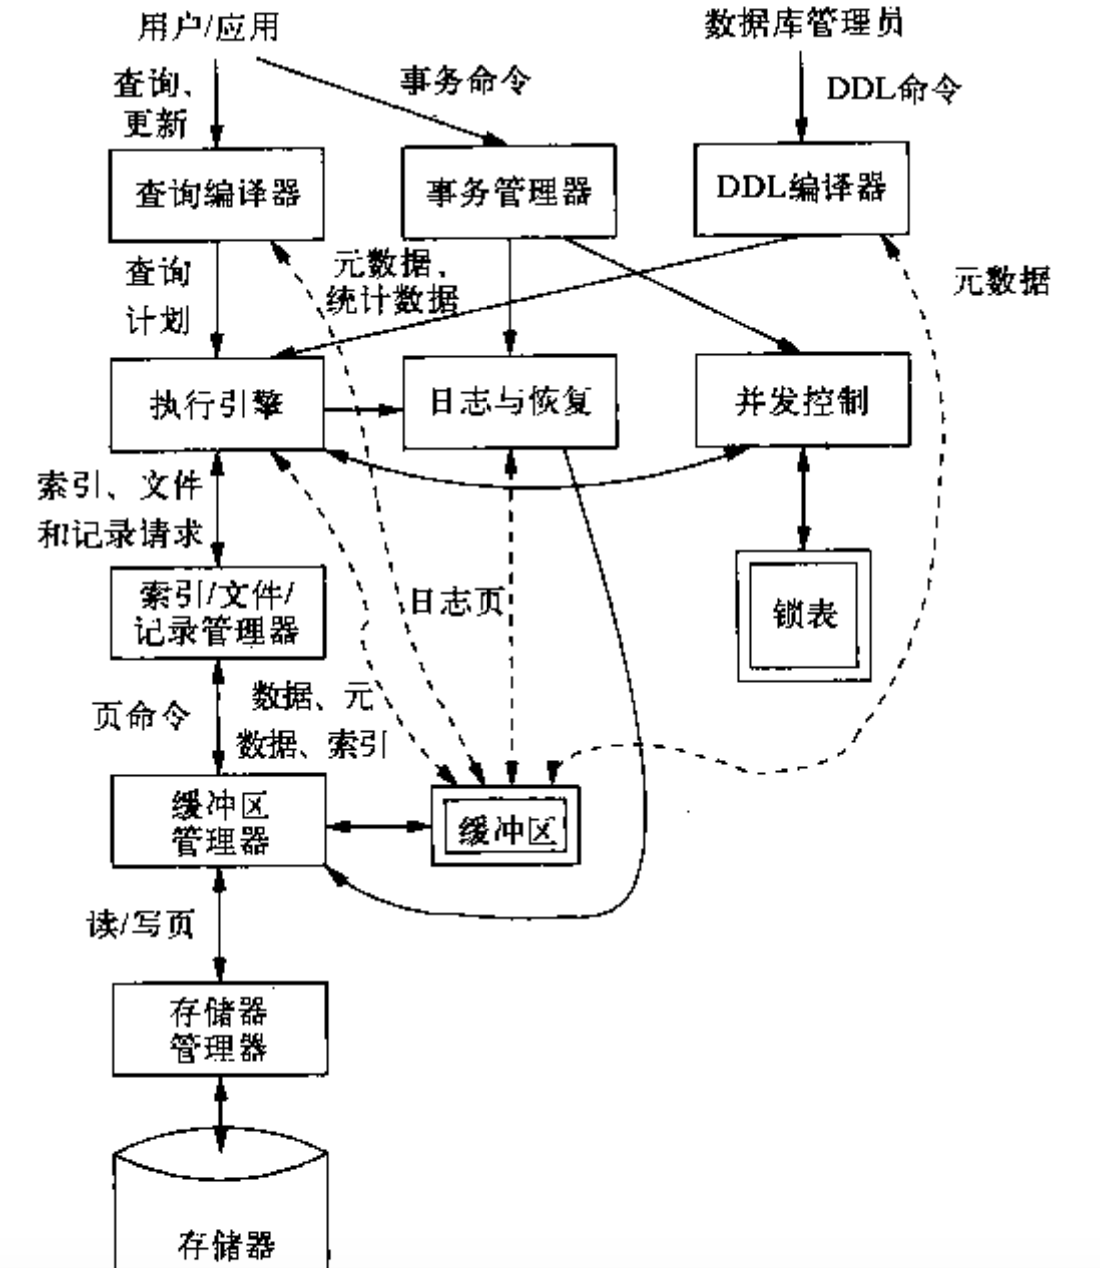 用户/应用
数据库管理员
查询、
更新
事务命令
DDL命令
查询编译器
事务管理器
DDL编译器
查询
计划
元数据、
统计数据
元数据
执行引擎
日志与恢复
并发控制
索引、文件
和记录请求
索引/文件/
记录管理器
日志页
锁表
页命令
数据、元
数据、索引
缓冲区
管理器
缓冲区
读/写页
存储器
管理器
存储器